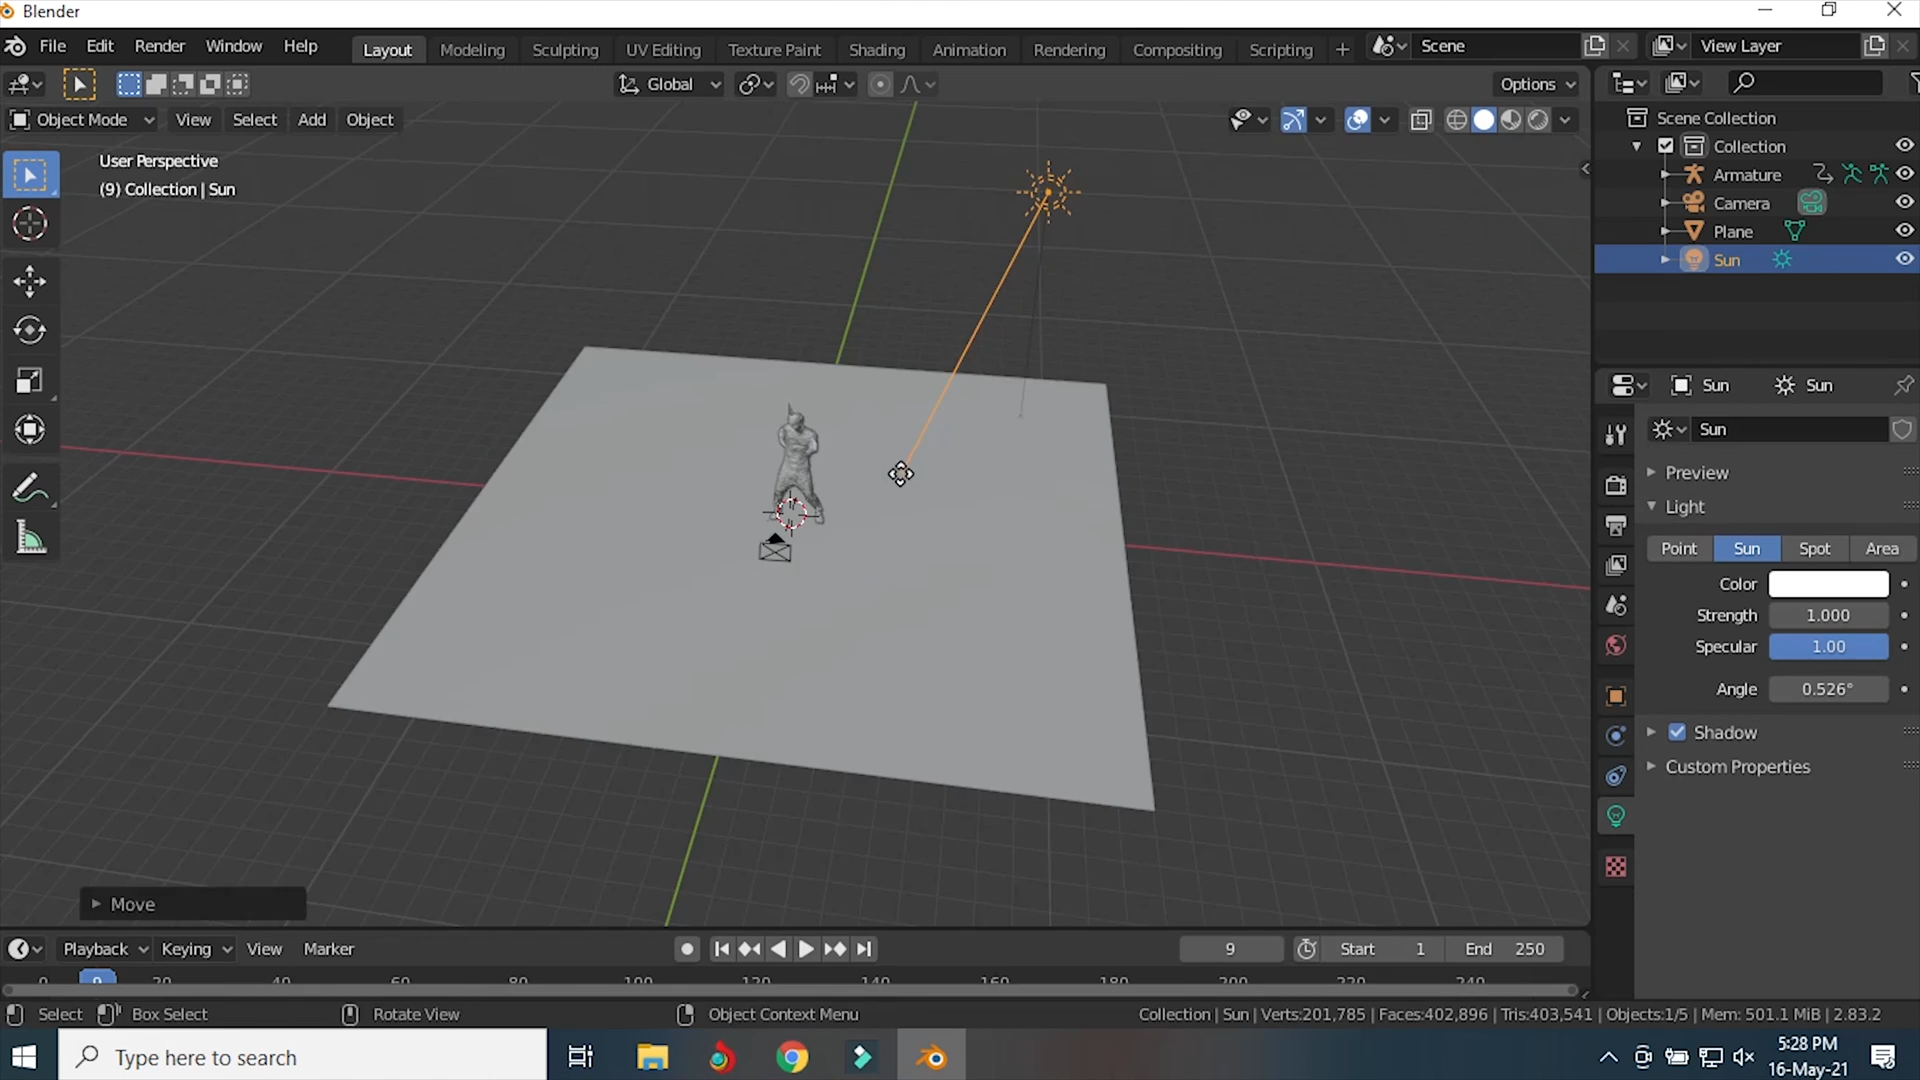 Blender
File Edit Render Window Help Layout Modeling Sculpting UV Editing Texture Paint Shading Animation Rendering Compositing Scripting + Scene View Layer
Global Options
Object Mode View Select Add Object
User Perspective
(9) Collection | Sun
Scene Collection
Collection
Armature
Camera
Plane
Sun
Sun Sun
Sun
Preview
Light
Point Sun Spot Area
Color
Strength 1.000
Specular 1.00
Angle 0.526°
Shadow
Custom Properties
Move
Playback Keying View Marker 9 Start 1 End 250
0 9 20 40 60 80 100 120 140 160 180 200 220 240
Select Box Select Rotate View Object Context Menu Collection | Sun | Verts:201,785 | Faces:402,896 | Tris:403,541 | Objects:1/5 | Mem: 501.1 MiB | 2.83.2
Type here to search
5:28 PM
16-May-21